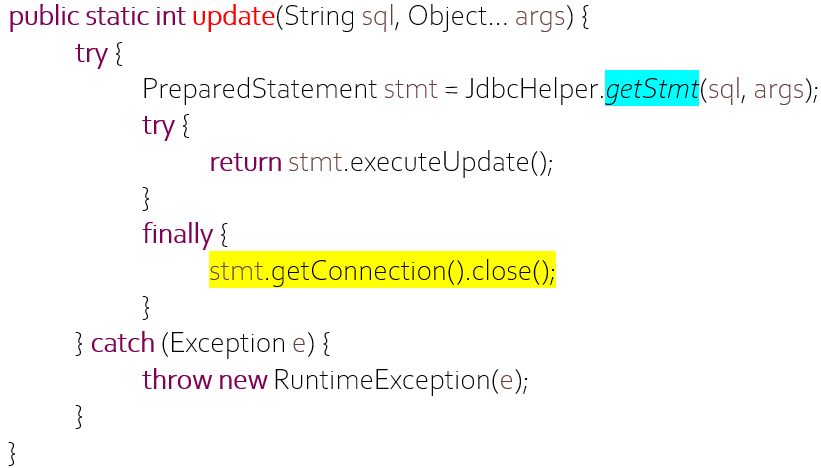 public static int update(String sql, Object... args) {
try {
PreparedStatement stmt = JdbcHelper.getStmt(sql, args);
try {
return stmt.executeUpdate();
}
finally {
stmt.getConnection().close();
}
} catch (Exception e) {
throw new RuntimeException(e);
}
}